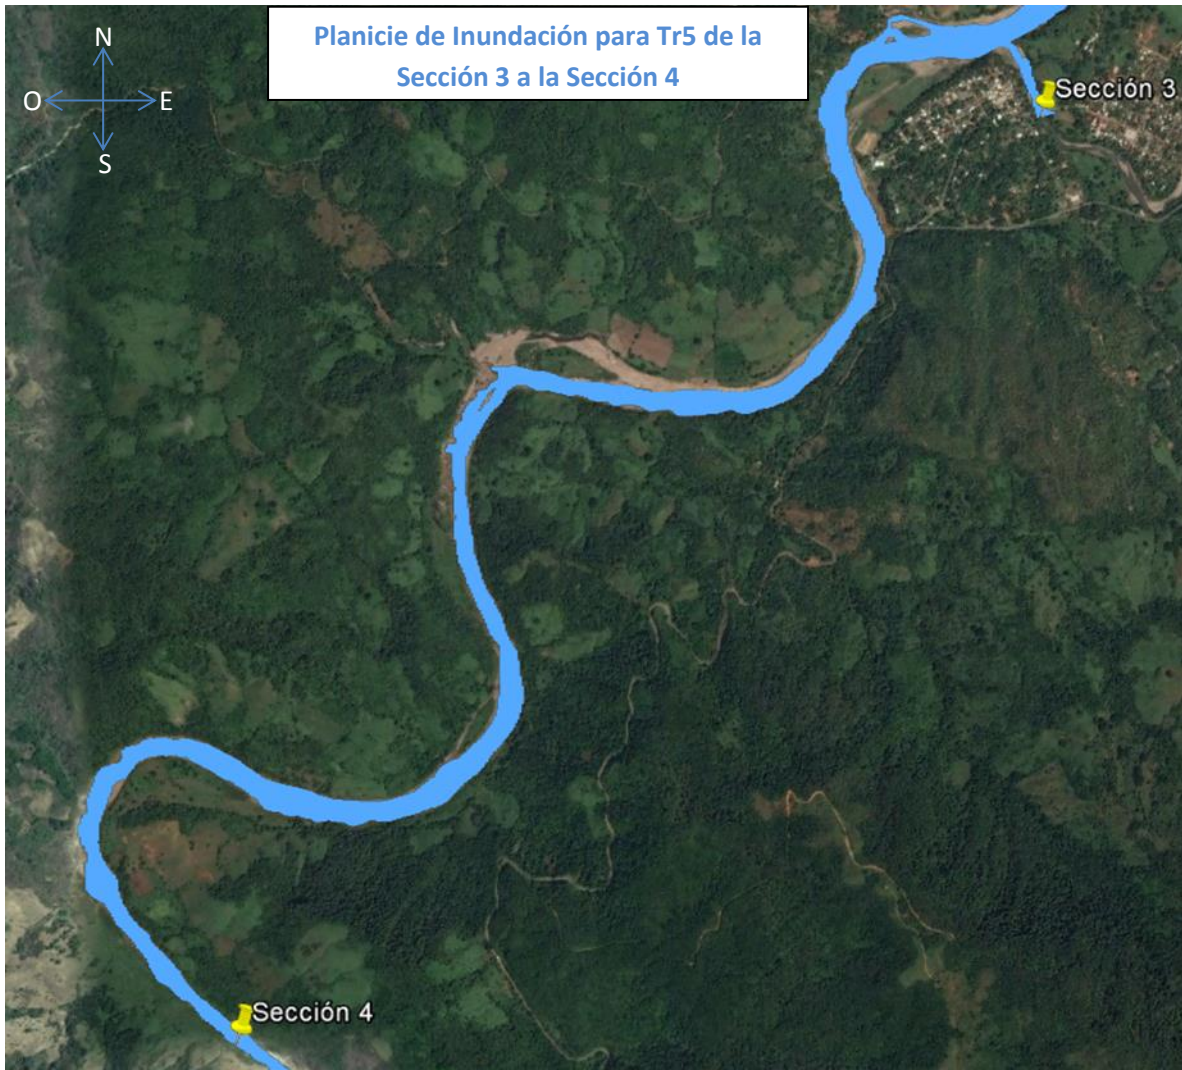 Planicie de Inundación para Tr5 de la
Sección 3 a la Sección 4
N
O
E
S
Sección 3
Sección 4